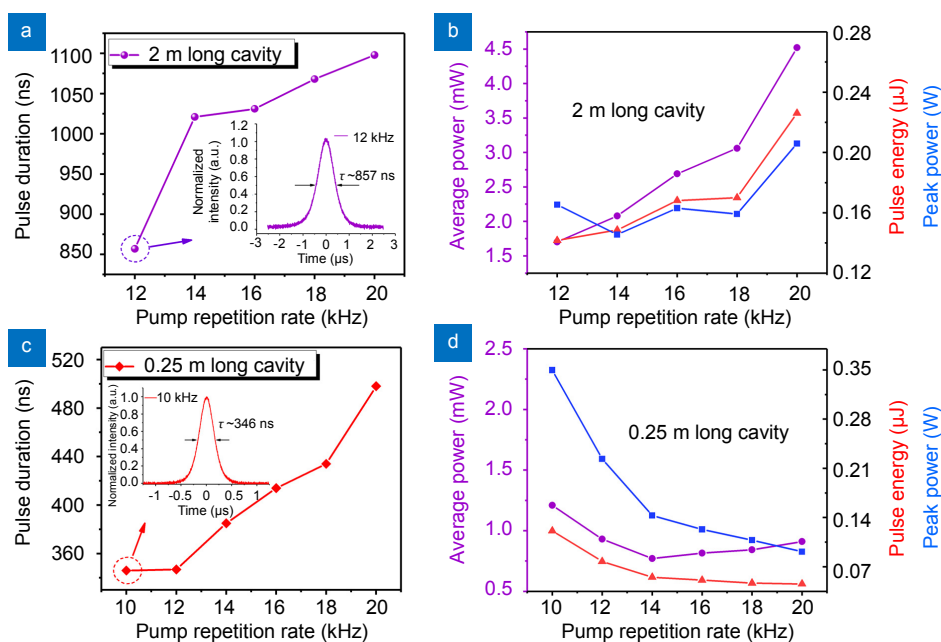 a
Pulse duration (ns)
1100
1050
1000
950
900
850
2 m long cavity
Normalized
intensity (a.u.)
1.0
0.8
0.6
0.4
0.2
0.0
12 kHz
τ ~857 ns
-3 -2 -1 0 1 2 3
Time (µs)
12 14 16 18 20
Pump repetition rate (kHz)
b
Average power (mW)
4.5
4.0
3.5
3.0
2.5
2.0
1.5
2 m long cavity
0.28
0.24
0.20
0.16
0.12
Pulse energy (µJ)
Peak power (W)
12 14 16 18 20
Pump repetition rate (kHz)
c
Pulse duration (ns)
520
480
440
400
360
0.25 m long cavity
Normalized intensity (a.u.)
1.0
0.8
0.6
0.4
0.2
0.0
10 kHz
τ ~346 ns
-1 -0.5 0 0.5 1
Time (µs)
10 12 14 16 18 20
Pump repetition rate (kHz)
d
Average power (mW)
2.5
2.0
1.5
1.0
0.5
0.25 m long cavity
0.35
0.28
0.21
0.14
0.07
Pulse energy (µJ)
Peak power (W)
10 12 14 16 18 20
Pump repetition rate (kHz)